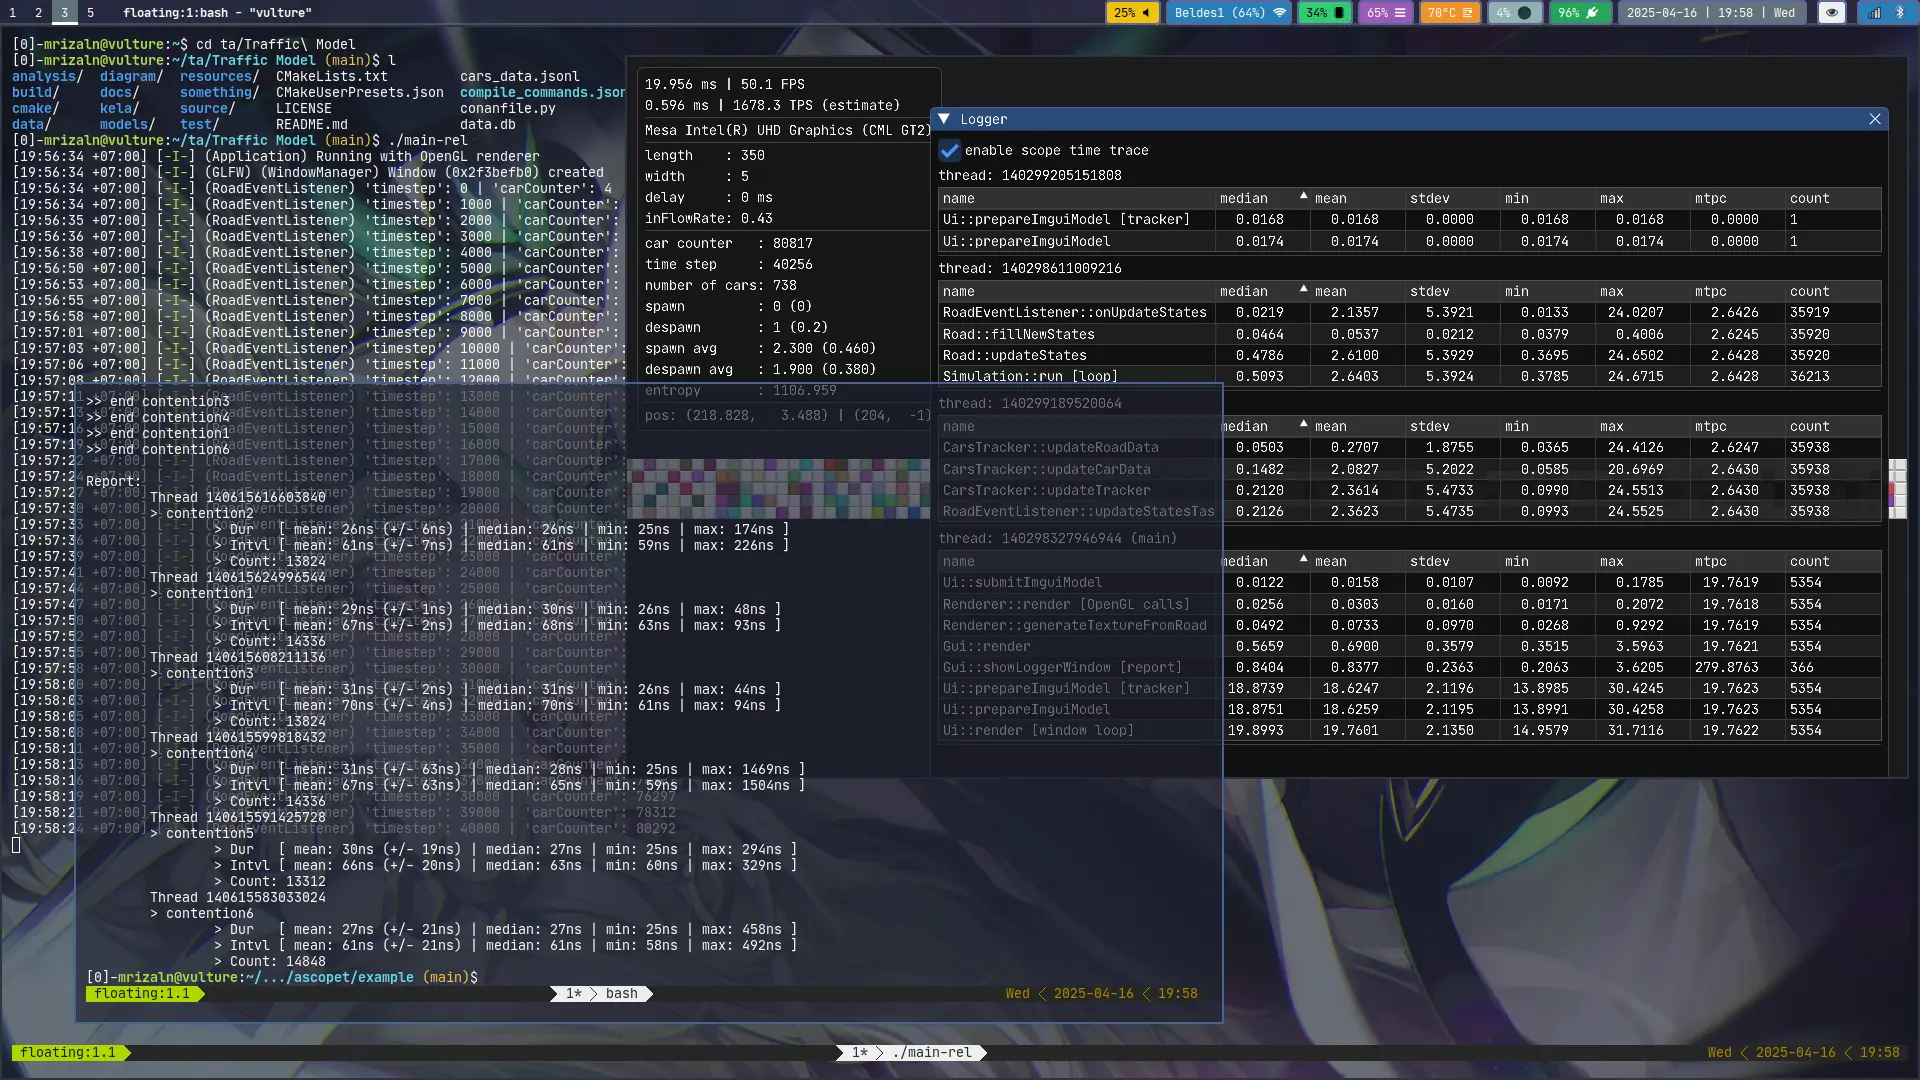 1 2 3 5 floating:1:bash - "vulture" 25% Beldes1 (64%) 34% 65% 70°C 4% 96% 2025-04-16 | 19:58 | Wed
[0]-mrizaln@vulture:~$ cd ta/Traffic\ Model
[0]-mrizaln@vulture:~/ta/Traffic Model (main)$ l
analysis/ diagram/ resources/ CMakeLists.txt cars_data.jsonl
build/ docs/ something/ CMakeUserPresets.json compile_commands.json
cmake/ kela/ source/ LICENSE conanfile.py
data/ models/ test/ README.md data.db
[0]-mrizaln@vulture:~/ta/Traffic Model (main)$ ./main-rel
[19:56:34 +07:00] [-I-] (Application) Running with OpenGL renderer
[19:56:34 +07:00] [-I-] (GLFW) (WindowManager) Window (0x2f3befb0) created
[19:56:34 +07:00] [-I-] (RoadEventListener) 'timestep': 0 | 'carCounter': 4
[19:56:34 +07:00] [-I-] (RoadEventListener) 'timestep': 1000 | 'carCounter':
[19:56:35 +07:00] [-I-] (RoadEventListener) 'timestep': 2000 | 'carCounter':
[19:56:36 +07:00] [-I-] (RoadEventListener) 'timestep': 3000 | 'carCounter':
[19:56:38 +07:00] [-I-] (RoadEventListener) 'timestep': 4000 | 'carCounter':
[19:56:50 +07:00] [-I-] (RoadEventListener) 'timestep': 5000 | 'carCounter':
[19:56:53 +07:00] [-I-] (RoadEventListener) 'timestep': 6000 | 'carCounter':
[19:56:55 +07:00] [-I-] (RoadEventListener) 'timestep': 7000 | 'carCounter':
[19:56:58 +07:00] [-I-] (RoadEventListener) 'timestep': 8000 | 'carCounter':
[19:57:01 +07:00] [-I-] (RoadEventListener) 'timestep': 9000 | 'carCounter':
[19:57:03 +07:00] [-I-] (RoadEventListener) 'timestep': 10000 | 'carCounter':
[19:57:06 +07:00] [-I-] (RoadEventListener) 'timestep': 11000 | 'carCounter':
[19:57:08 +07:00] [-I-] (RoadEventListener) 'timestep': 12000 | 'carCounter':
19.956 ms | 50.1 FPS
0.596 ms | 1678.3 TPS (estimate)
Mesa Intel(R) UHD Graphics (CML GT2)
length : 350
width : 5
delay : 0 ms
inFlowRate: 0.43
car counter : 80817
time step : 40256
number of cars: 738
spawn : 0 (0)
despawn : 1 (0.2)
spawn avg : 2.300 (0.460)
despawn avg : 1.900 (0.380)
entropy : 1106.959
pos: (218.828, 3.488) | (204, -1)
Logger
enable scope time trace
thread: 140299205151808
name median mean stdev min max mtpc count
Ui::prepareImguiModel [tracker] 0.0168 0.0168 0.0000 0.0168 0.0168 0.0000 1
Ui::prepareImguiModel 0.0174 0.0174 0.0000 0.0174 0.0174 0.0000 1
thread: 140298611009216
name median mean stdev min max mtpc count
RoadEventListener::onUpdateStates 0.0219 2.1357 5.3921 0.0133 24.0207 2.6426 35919
Road::fillNewStates 0.0464 0.0537 0.0212 0.0379 0.4006 2.6245 35920
Road::updateStates 0.4786 2.6100 5.3929 0.3695 24.6502 2.6428 35920
Simulation::run [loop] 0.5093 2.6403 5.3924 0.3785 24.6715 2.6428 36213
thread: 140299189520064
name median mean stdev min max mtpc count
CarsTracker::updateRoadData 0.0503 0.2707 1.8755 0.0365 24.4126 2.6247 35938
CarsTracker::updateCarData 0.1482 2.0827 5.2022 0.0585 20.6969 2.6430 35938
CarsTracker::updateTracker 0.2120 2.3614 5.4733 0.0990 24.5513 2.6430 35938
RoadEventListener::updateStatesTas 0.2126 2.3623 5.4735 0.0993 24.5525 2.6430 35938
thread: 140298327946944 (main)
name median mean stdev min max mtpc count
Ui::submitImguiModel 0.0122 0.0158 0.0107 0.0092 0.1785 19.7619 5354
Renderer::render [OpenGL calls] 0.0256 0.0303 0.0160 0.0171 0.2072 19.7618 5354
Renderer::generateTextureFromRoad 0.0492 0.0733 0.0970 0.0268 0.9292 19.7619 5354
Gui::render 0.5659 0.6900 0.3579 0.3515 3.5963 19.7621 5354
Gui::showLoggerWindow [report] 0.8404 0.8377 0.2363 0.2063 3.6205 279.8763 366
Ui::prepareImguiModel [tracker] 18.8739 18.6247 2.1196 13.8985 30.4245 19.7623 5354
Ui::prepareImguiModel 18.8751 18.6259 2.1195 13.8991 30.4258 19.7623 5354
Ui::render [window loop] 19.8993 19.7601 2.1350 14.9579 31.7116 19.7622 5354
>> end contention3
>> end contention4
>> end contention1
>> end contention6
Report:
Thread 140615616603840
> contention2
> Dur [ mean: 26ns (+/- 6ns) | median: 26ns | min: 25ns | max: 174ns ]
> Intvl [ mean: 61ns (+/- 7ns) | median: 61ns | min: 59ns | max: 226ns ]
> Count: 13824
Thread 140615624996544
> contention1
> Dur [ mean: 29ns (+/- 1ns) | median: 30ns | min: 26ns | max: 48ns ]
> Intvl [ mean: 67ns (+/- 2ns) | median: 68ns | min: 63ns | max: 93ns ]
> Count: 14336
Thread 140615608211136
> contention3
> Dur [ mean: 31ns (+/- 2ns) | median: 31ns | min: 26ns | max: 44ns ]
> Intvl [ mean: 70ns (+/- 4ns) | median: 70ns | min: 61ns | max: 94ns ]
> Count: 13824
Thread 140615599818432
> contention4
> Dur [ mean: 31ns (+/- 63ns) | median: 28ns | min: 25ns | max: 1469ns ]
> Intvl [ mean: 67ns (+/- 63ns) | median: 65ns | min: 59ns | max: 1504ns ]
> Count: 14336
Thread 140615591425728
> contention5
> Dur [ mean: 30ns (+/- 19ns) | median: 27ns | min: 25ns | max: 294ns ]
> Intvl [ mean: 66ns (+/- 20ns) | median: 63ns | min: 60ns | max: 329ns ]
> Count: 13312
Thread 140615583033024
> contention6
> Dur [ mean: 27ns (+/- 21ns) | median: 27ns | min: 25ns | max: 458ns ]
> Intvl [ mean: 61ns (+/- 21ns) | median: 61ns | min: 58ns | max: 492ns ]
> Count: 14848
[0]-mrizaln@vulture:~/.../ascopet/example (main)$
floating:1.1 1* bash Wed 2025-04-16 19:58
floating:1.1 1* ./main-rel Wed 2025-04-16 19:58